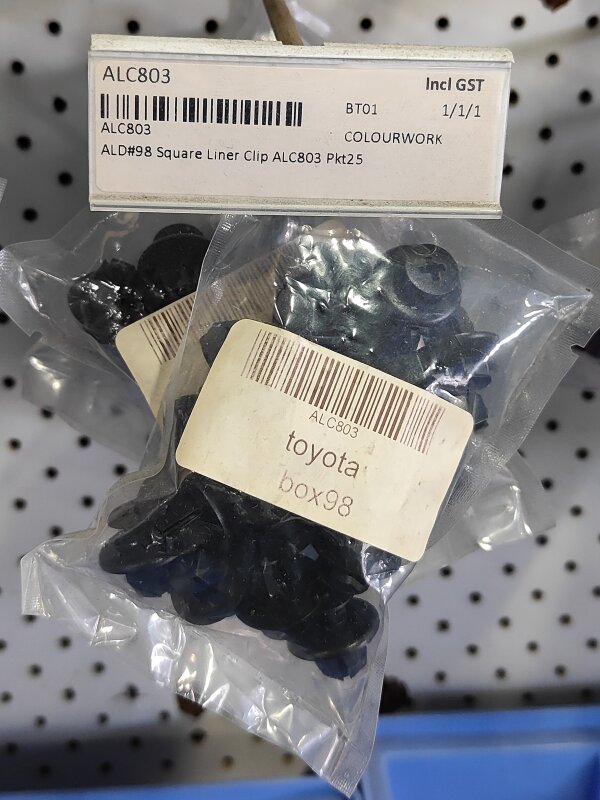 ALC803
Incl GST
BT01 1/1/1
ALC803
COLOURWORK
ALD#98 Square Liner Clip ALC803 Pkt25
ALC803
toyota
box98